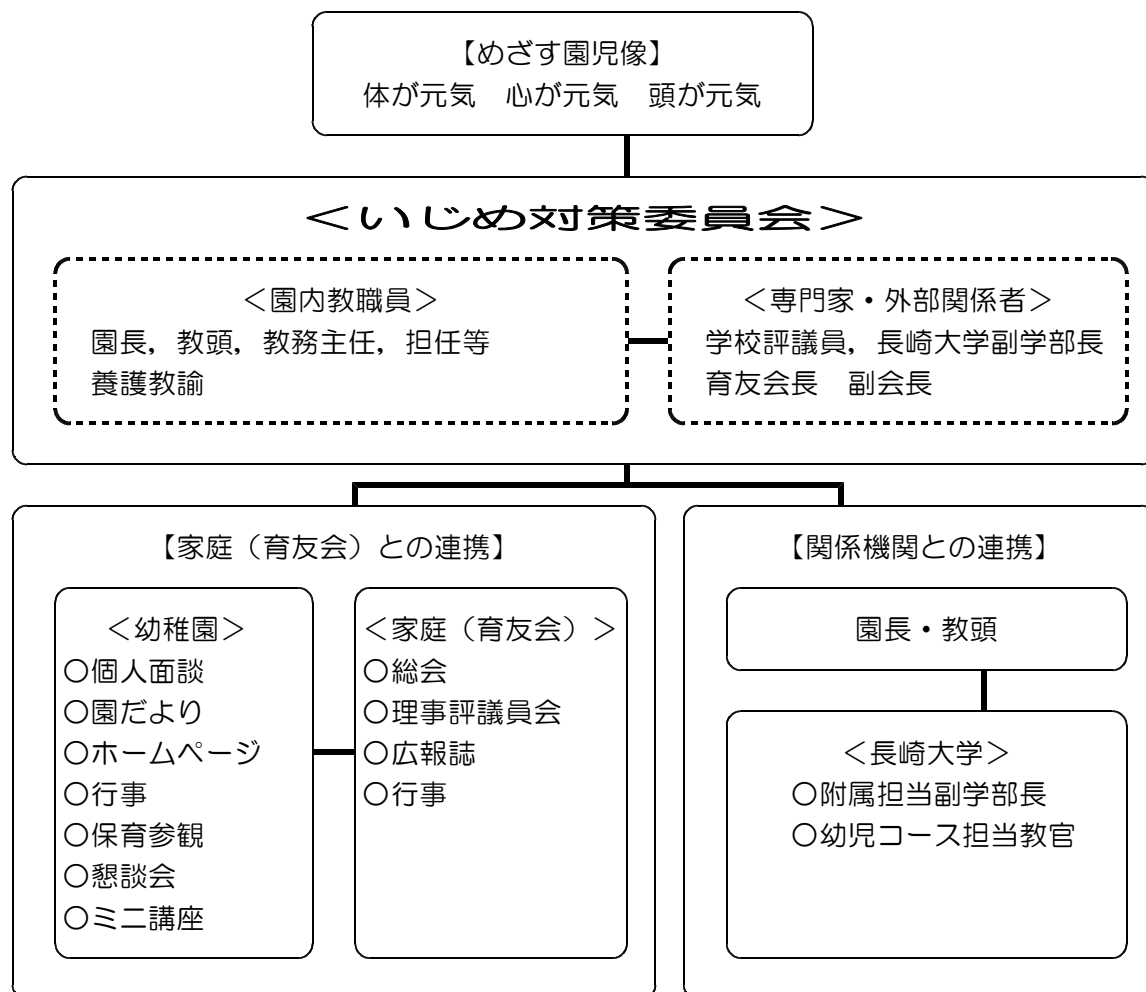 【めざす園児像】
体が元気　心が元気　頭が元気
＜いじめ対策委員会＞
＜園内教職員＞
園長，教頭，教務主任，担任等
養護教諭
＜専門家・外部関係者＞
学校評議員，長崎大学副学部長
育友会長　副会長
【家庭（育友会）との連携】
＜幼稚園＞
○個人面談
○園だより
○ホームページ
○行事
○保育参観
○懇談会
○ミニ講座
＜家庭（育友会）＞
○総会
○理事評議員会
○広報誌
○行事
【関係機関との連携】
園長・教頭
＜長崎大学＞
○附属担当副学部長
○幼児コース担当教官